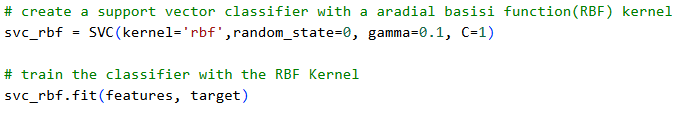 # create a support vector classifier with a aradial basisi function(RBF) kernel
svc_rbf = SVC(kernel='rbf',random_state=0, gamma=0.1, C=1)
# train the classifier with the RBF Kernel
svc_rbf.fit(features, target)